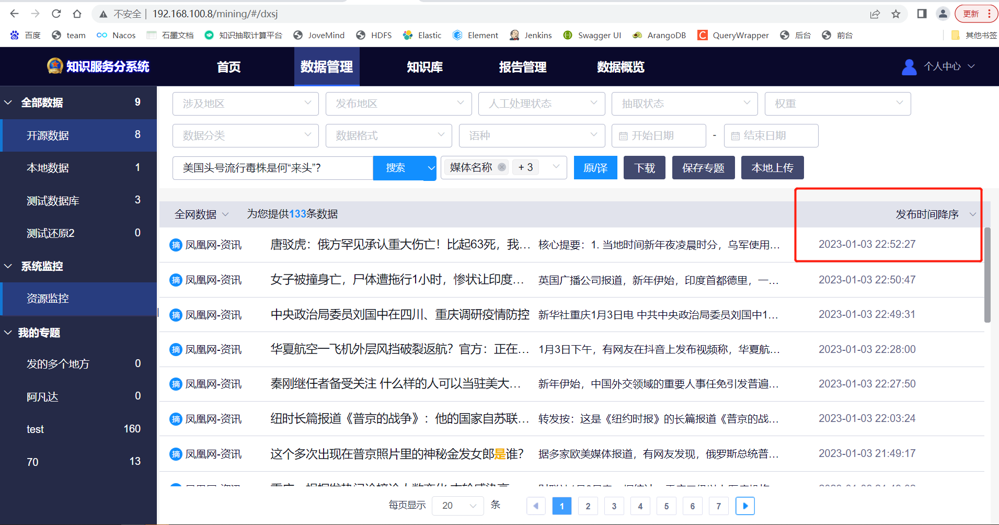 不安全 | 192.168.100.8/mining/#/dxsj
更新
百度 team Nacos 石墨文档 知识抽取计算平台 JoveMind HDFS Elastic Element Jenkins Swagger UI ArangoDB QueryWrapper 后台 前台 其他书签
知识服务分系统 首页 数据管理 知识库 报告管理 数据概览 个人中心
全部数据 9
开源数据 8
本地数据 1
测试数据库 3
测试还原2 0
系统监控
资源监控
我的专题
发的多个地方 0
阿凡达 0
test 160
70 13
涉及地区 发布地区 人工处理状态 抽取状态 权重
数据分类 数据格式 语种 开始日期 - 结束日期
美国头号流行毒株是何“来头”? 搜索 媒体名称 + 3 原/译 下载 保存专题 本地上传
全网数据 为您提供133条数据 发布时间降序
摘 凤凰网-资讯 唐驳虎：俄方罕见承认重大伤亡！比起63死，我... 核心提要：1. 当地时间新年夜凌晨时分，乌军使用... 2023-01-03 22:52:27
摘 凤凰网-资讯 女子被撞身亡，尸体遭拖行1小时，惨状让印度... 英国广播公司报道，新年伊始，印度首都德里，一... 2023-01-03 22:50:47
摘 凤凰网-资讯 中央政治局委员刘国中在四川、重庆调研疫情防控 新华社重庆1月3日电 中共中央政治局委员刘国中1... 2023-01-03 22:49:31
摘 凤凰网-资讯 华夏航空一飞机外层风挡破裂返航？官方：正在... 1月3日下午，有网友在抖音上发布视频称，华夏航... 2023-01-03 22:28:00
摘 凤凰网-资讯 秦刚继任者备受关注 什么样的人可以当驻美大... 新年伊始，中国外交领域的重要人事任免引发普遍... 2023-01-03 22:27:50
摘 凤凰网-资讯 纽时长篇报道《普京的战争》：他的国家自苏联... 转发按：这是《纽约时报》的长篇报道《普京的战... 2023-01-03 22:03:24
摘 凤凰网-资讯 这个多次出现在普京照片里的神秘金发女郎是谁？ 据多家欧美媒体报道，有网友发现，俄罗斯总统普... 2023-01-03 21:49:17
每页显示 20 条 1 2 3 4 5 6 7